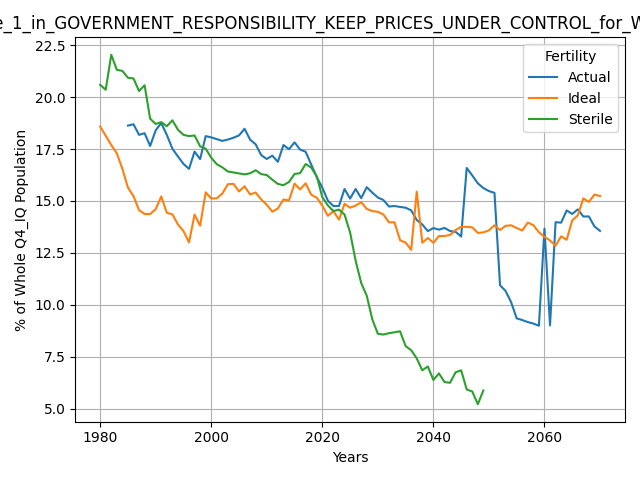 e_1_in_GOVERNMENT_RESPONSIBILITY_KEEP_PRICES_UNDER_CONTROL_for_W
22.5
20.0
17.5
15.0
12.5
10.0
7.5
5.0
% of Whole Q4_IQ Population
Fertility
Actual
Ideal
Sterile
1980
2000
2020
2040
2060
Years